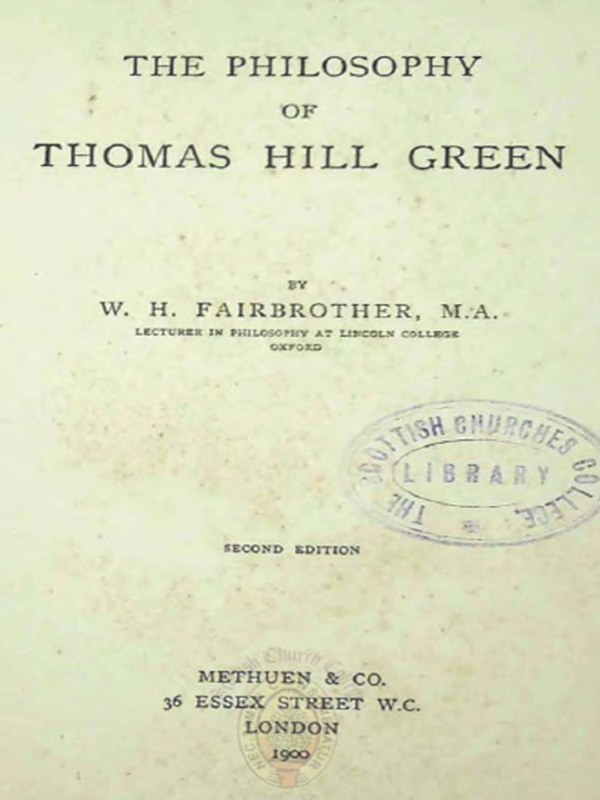 THE PHILOSOPHY
OF
THOMAS HILL GREEN
BY
W. H. FAIRBROTHER, M.A.
LECTURER IN PHILOSOPHY AT LINCOLN COLLEGE
OXFORD
THE SCOTTISH CHURCHES COLLEGE,
LIBRARY
SECOND EDITION
METHUEN & CO.
36 ESSEX STREET W.C.
LONDON
1900